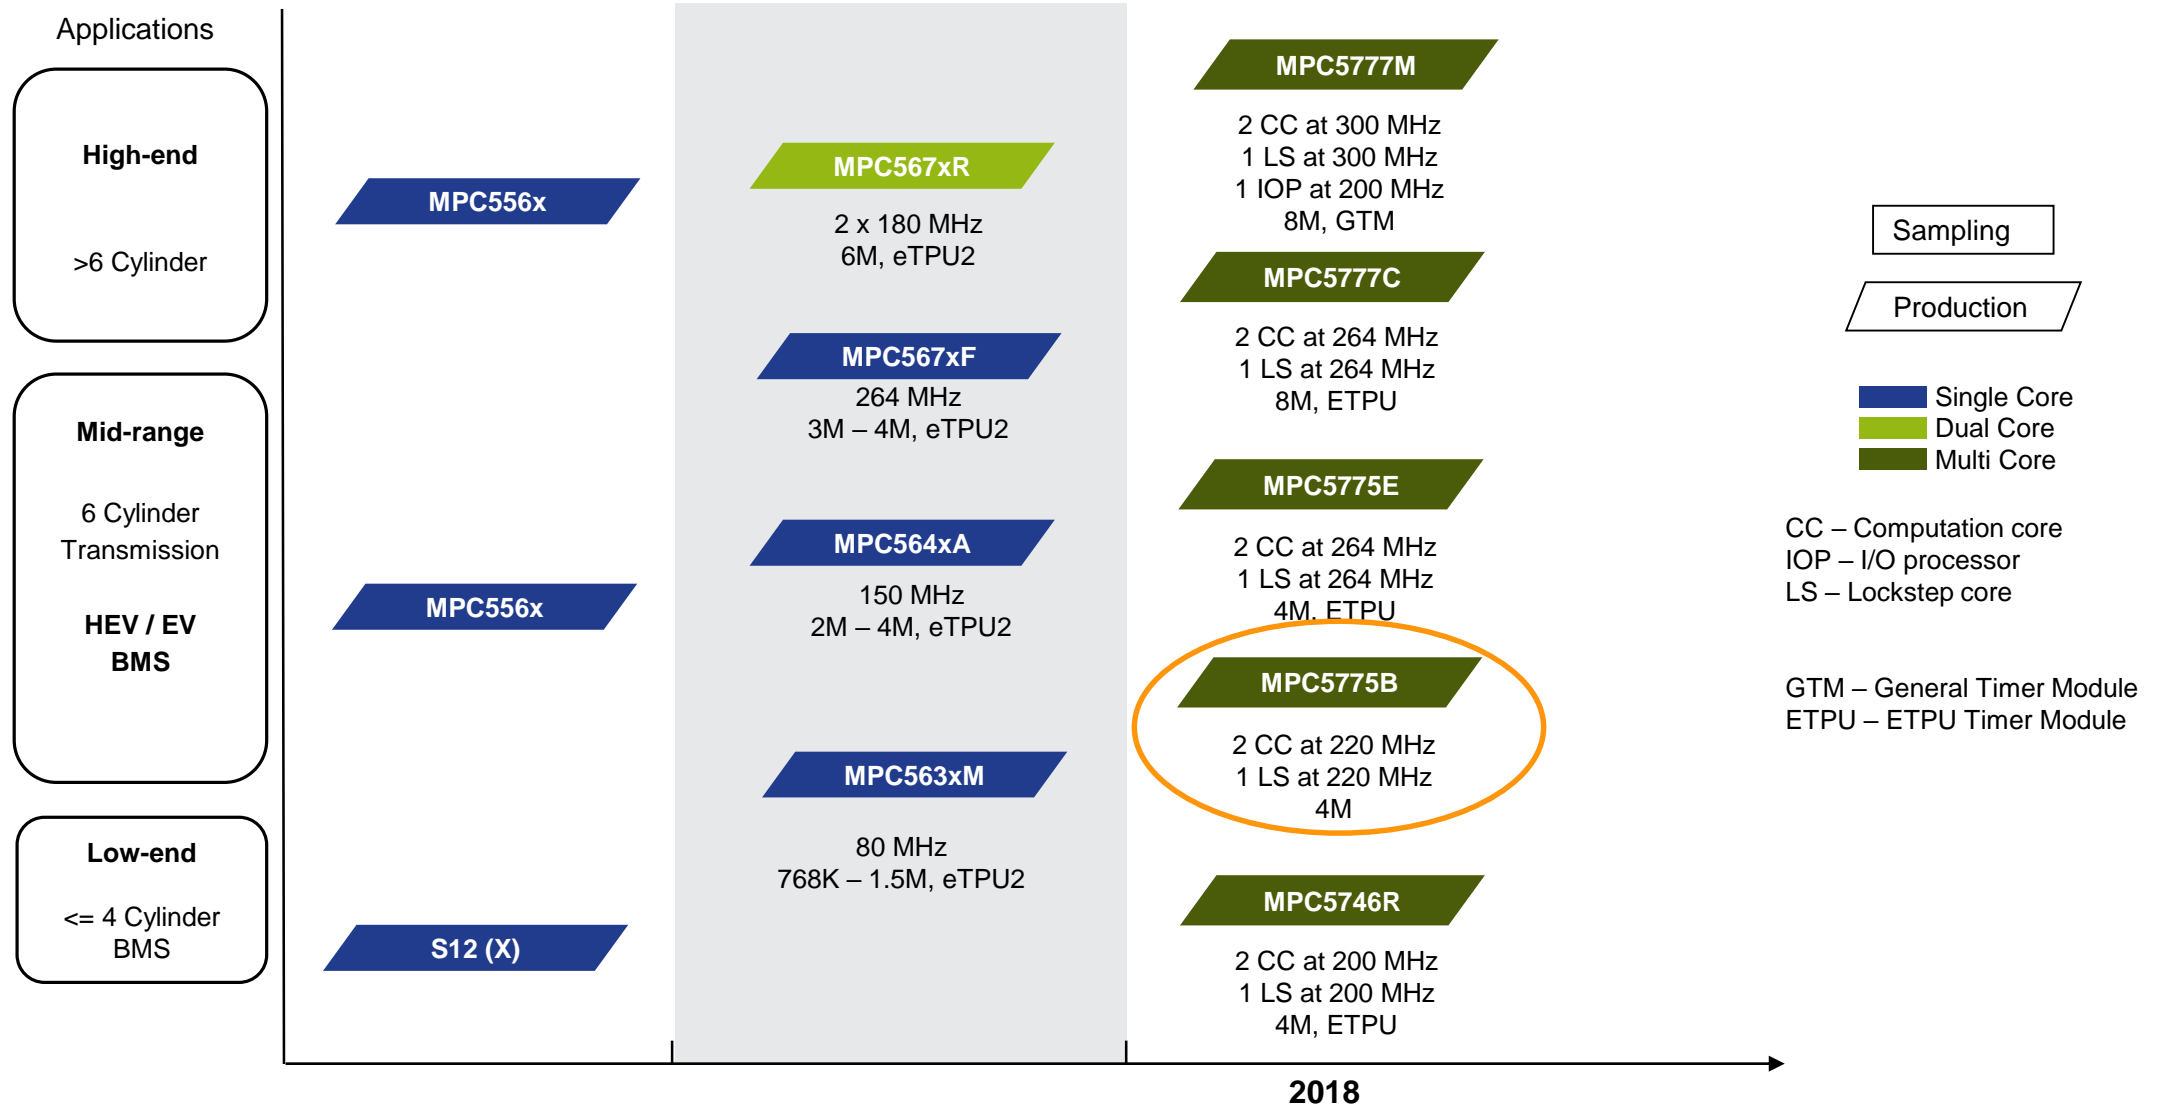 Applications
High-end
>6 Cylinder
Mid-range
6 Cylinder
Transmission
HEV / EV
BMS
Low-end
<= 4 Cylinder
BMS
MPC556x
MPC556x
S12 (X)
MPC567xR
2 x 180 MHz
6M, eTPU2
MPC567xF
264 MHz
3M – 4M, eTPU2
MPC564xA
150 MHz
2M – 4M, eTPU2
MPC563xM
80 MHz
768K – 1.5M, eTPU2
MPC5777M
2 CC at 300 MHz
1 LS at 300 MHz
1 IOP at 200 MHz
8M, GTM
MPC5777C
2 CC at 264 MHz
1 LS at 264 MHz
8M, ETPU
MPC5775E
2 CC at 264 MHz
1 LS at 264 MHz
4M, ETPU
MPC5775B
2 CC at 220 MHz
1 LS at 220 MHz
4M
MPC5746R
2 CC at 200 MHz
1 LS at 200 MHz
4M, ETPU
2018
Sampling
Production
Single Core
Dual Core
Multi Core
CC – Computation core
IOP – I/O processor
LS – Lockstep core
GTM – General Timer Module
ETPU – ETPU Timer Module